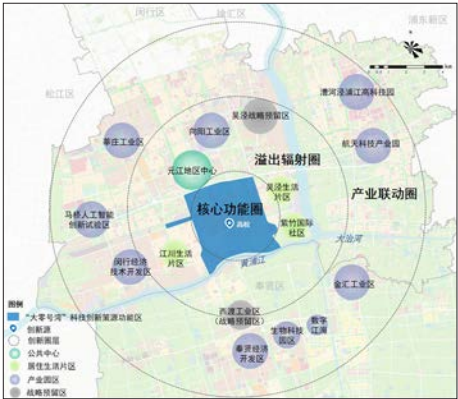 闵行区
徐汇区
浦东新区
松江区
漕河泾浦江高科技园
吴泾战略预留区
向阳工业区
莘庄工业区
航天科技产业园
溢出辐射圈
元江地区中心
吴泾生活
片区
产业联动圈
核心功能圈
高校
马桥人工智能
创新试验区
紫竹国际
社区
大治河
江川生活
片区
闵行经济
技术开发区
黄浦江
奉贤区
金汇工业区
图例
“大零号湾”科技创新策源功能区
创新源
创新圈层
公共中心
居住生活片区
产业园区
战略预留区
西渡工业区
(战略预留区)
数字
江海
生物科技
园区
奉贤经济
开发区